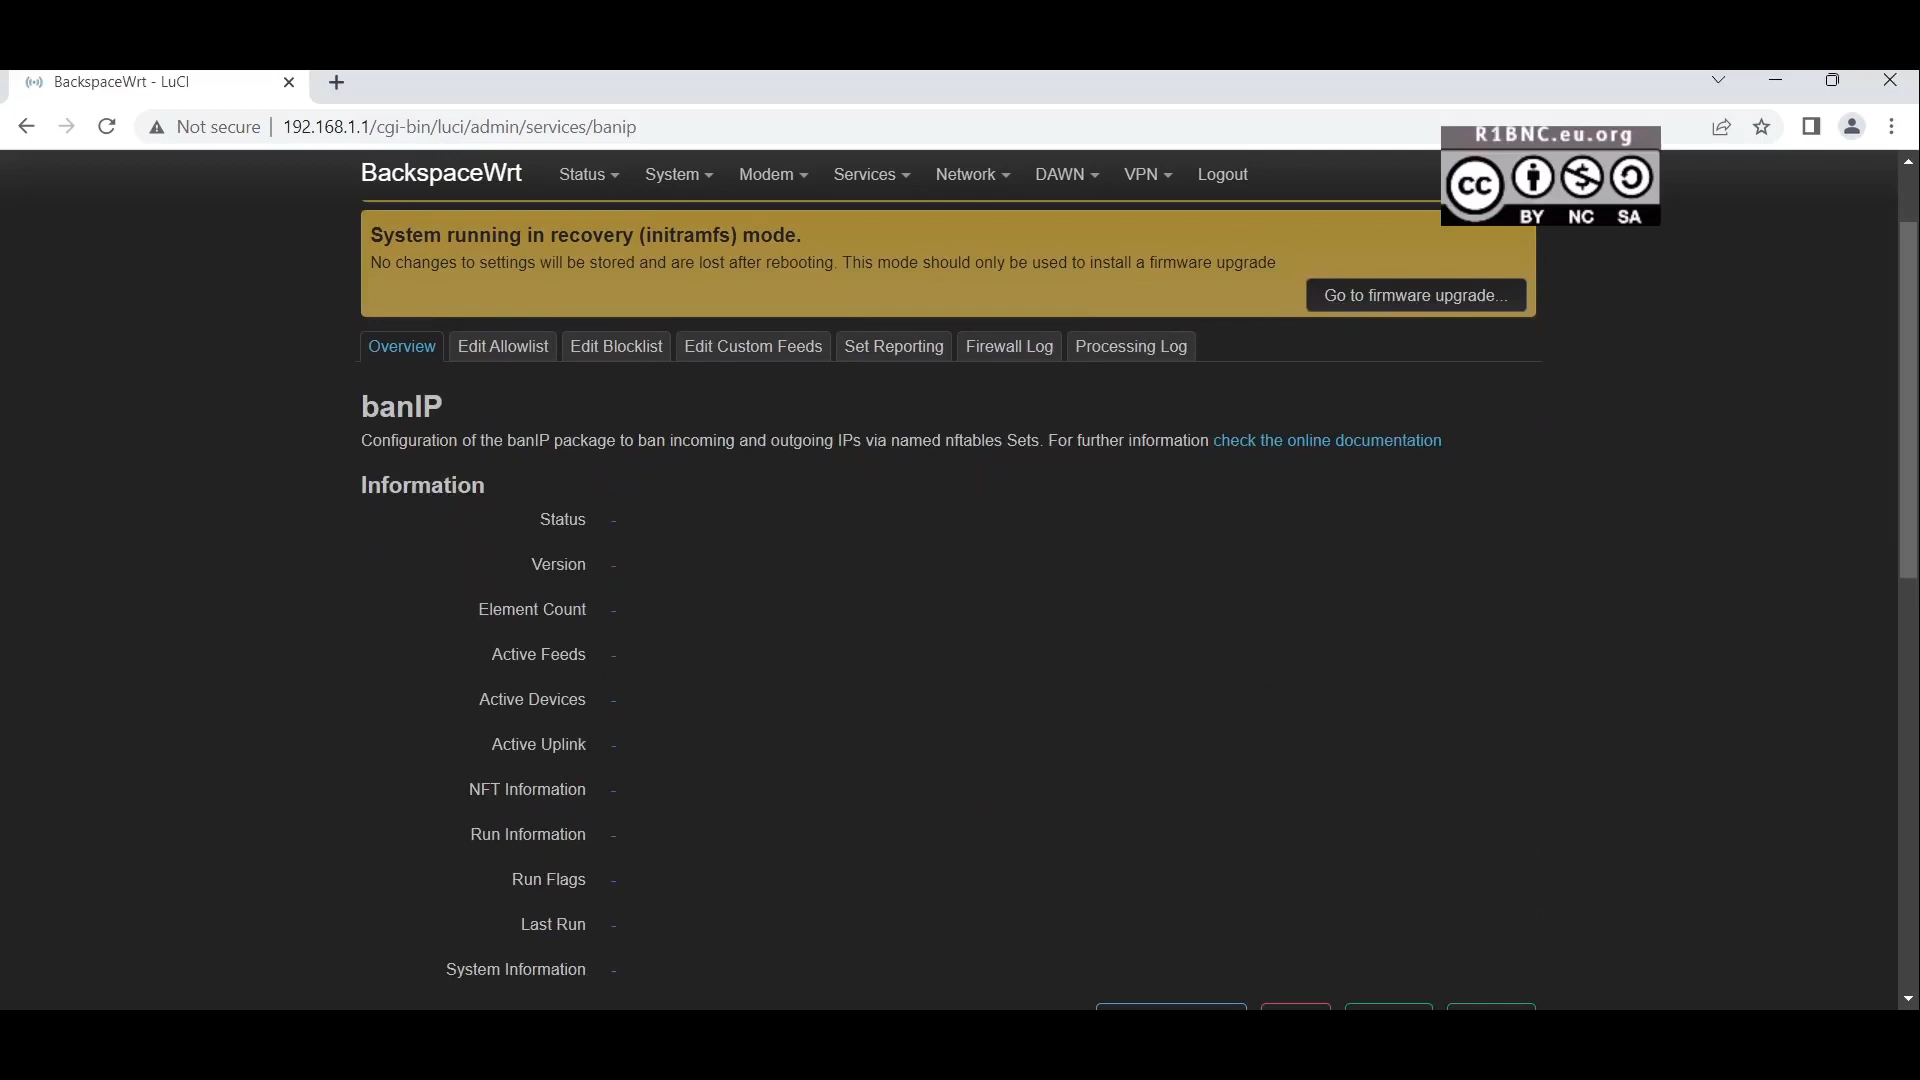 BackspaceWrt - LuCI
Not secure 192.168.1.1/cgi-bin/luci/admin/services/banip
R1BNC.eu.org
cc
BY NC SA
BackspaceWrt Status System Modem Services Network DAWN VPN Logout
System running in recovery (initramfs) mode.
No changes to settings will be stored and are lost after rebooting. This mode should only be used to install a firmware upgrade
Go to firmware upgrade...
Overview Edit Allowlist Edit Blocklist Edit Custom Feeds Set Reporting Firewall Log Processing Log
banIP
Configuration of the banIP package to ban incoming and outgoing IPs via named nftables Sets. For further information check the online documentation
Information
Status -
Version -
Element Count -
Active Feeds -
Active Devices -
Active Uplink -
NFT Information -
Run Information -
Run Flags -
Last Run -
System Information -